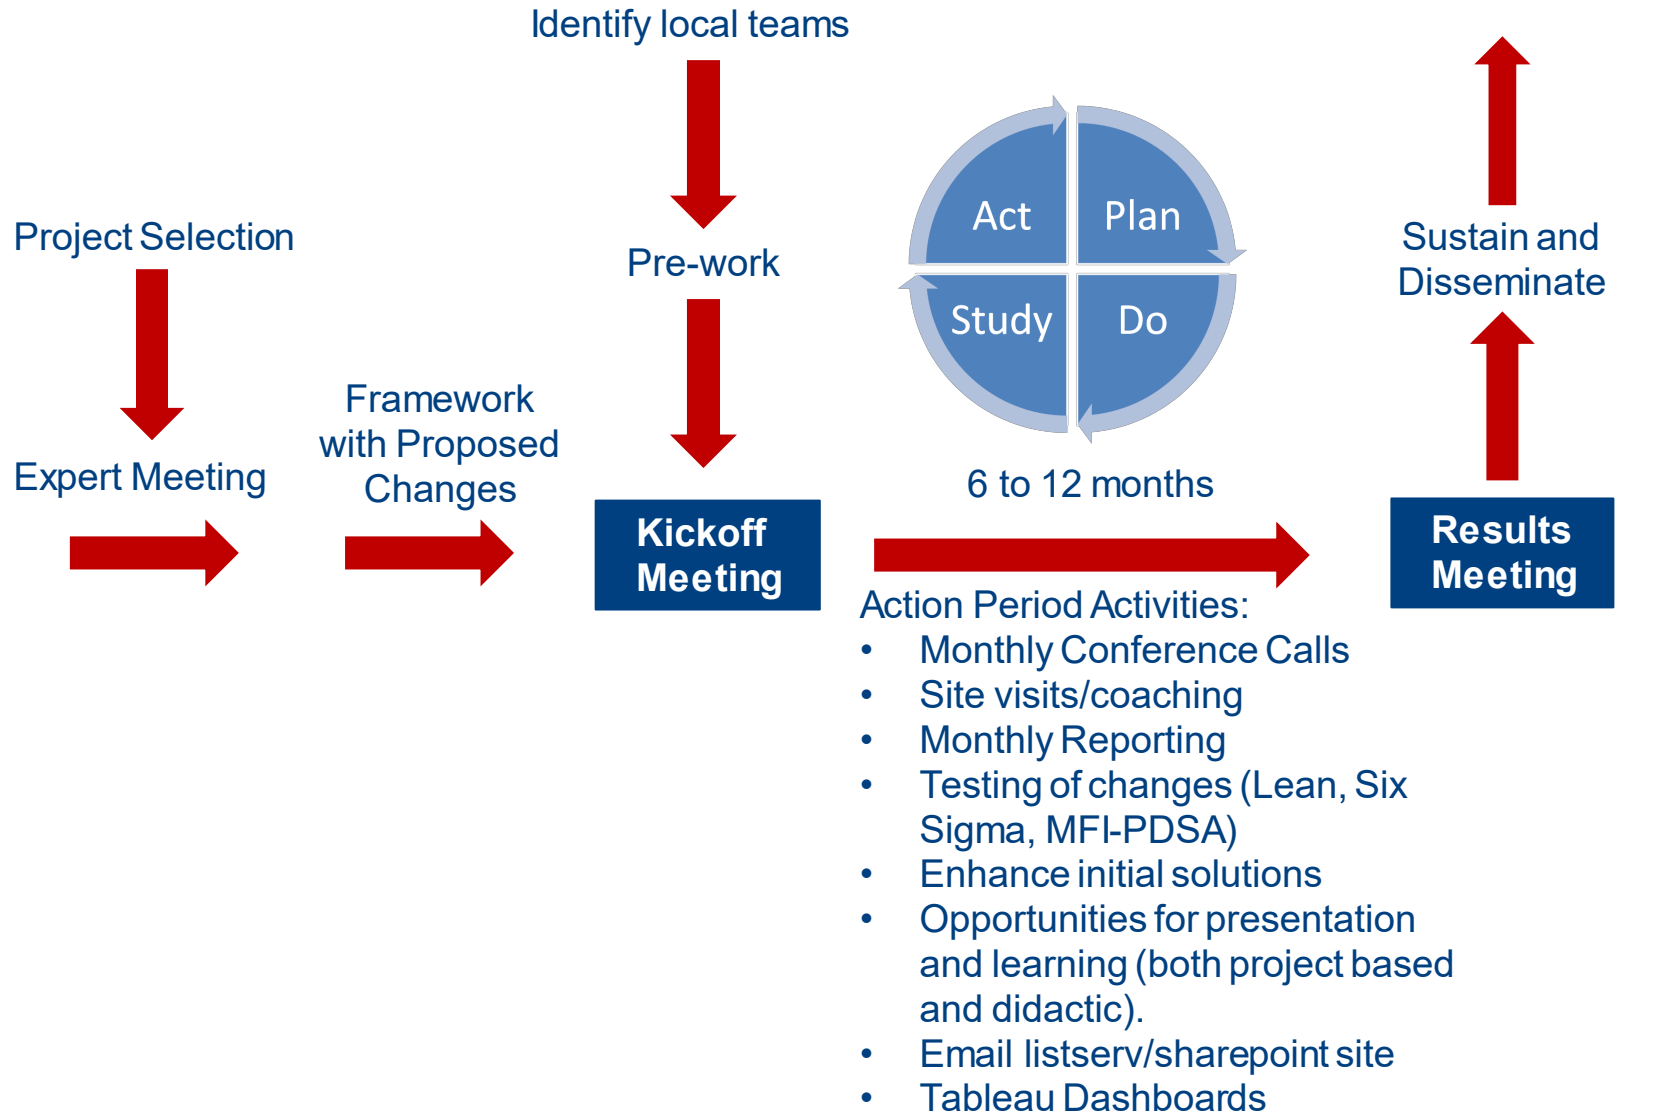 Identify local teams
Project Selection
Pre-work
Expert Meeting
Framework
with Proposed
Changes
Kickoff
Meeting
Act
Plan
Study
Do
6 to 12 months
Sustain and
Disseminate
Results
Meeting
Action Period Activities:
• Monthly Conference Calls
• Site visits/coaching
• Monthly Reporting
• Testing of changes (Lean, Six
Sigma, MFI-PDSA)
• Enhance initial solutions
• Opportunities for presentation
and learning (both project based
and didactic).
• Email listserv/sharepoint site
• Tableau Dashboards